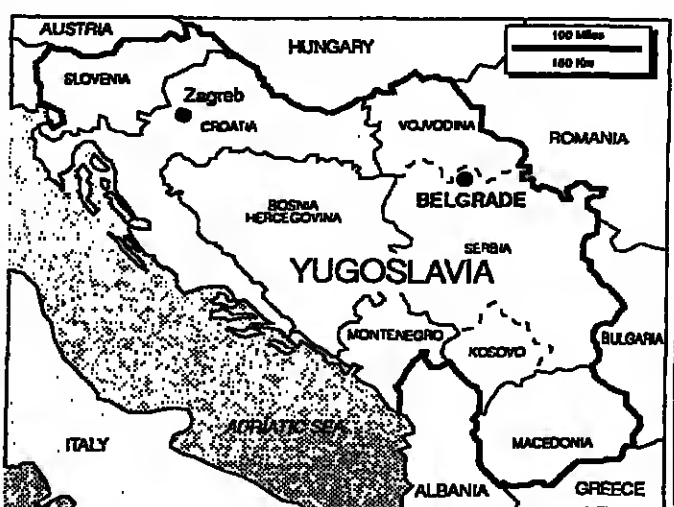 AUSTRIA
HUNGARY
100 Miles
150 Km
SLOVENIA
Zagreb
CROATIA
VOJVODINA
ROMANIA
BOSNIA
HERCEGOVINA
BELGRADE
SERBIA
YUGOSLAVIA
MONTENEGRO
KOSOVO
BULGARIA
ADRIATIC SEA
ITALY
MACEDONIA
ALBANIA
GREECE